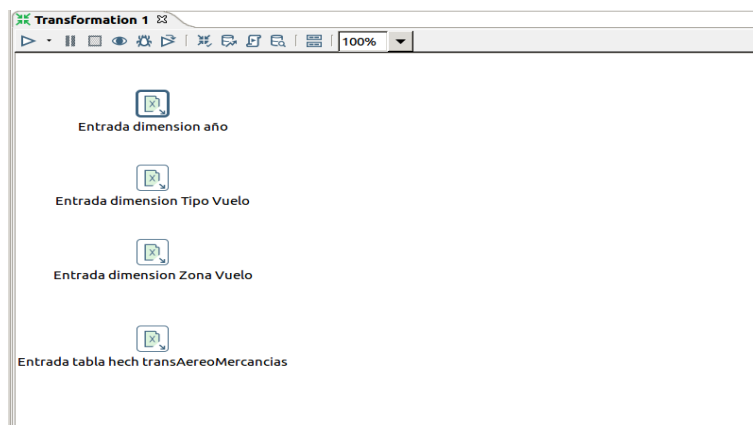 Transformation 1
100%
Entrada dimension año
Entrada dimension Tipo Vuelo
Entrada dimension Zona Vuelo
Entrada tabla hech transAereoMercancias